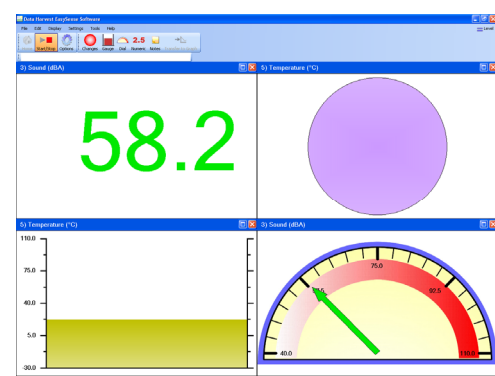 Data Harvest EasySense Software
File Edit Display Settings Tools Help
Level
Home Start/Stop Options Changes Gauge Dial Numeric Notes
2.5
3) Sound (dBA)
58.2
5) Temperature (°C)
5) Temperature (°C)
110.0
75.0
40.0
5.0
-30.0
3) Sound (dBA)
75.0
92.5
40.0
110.0